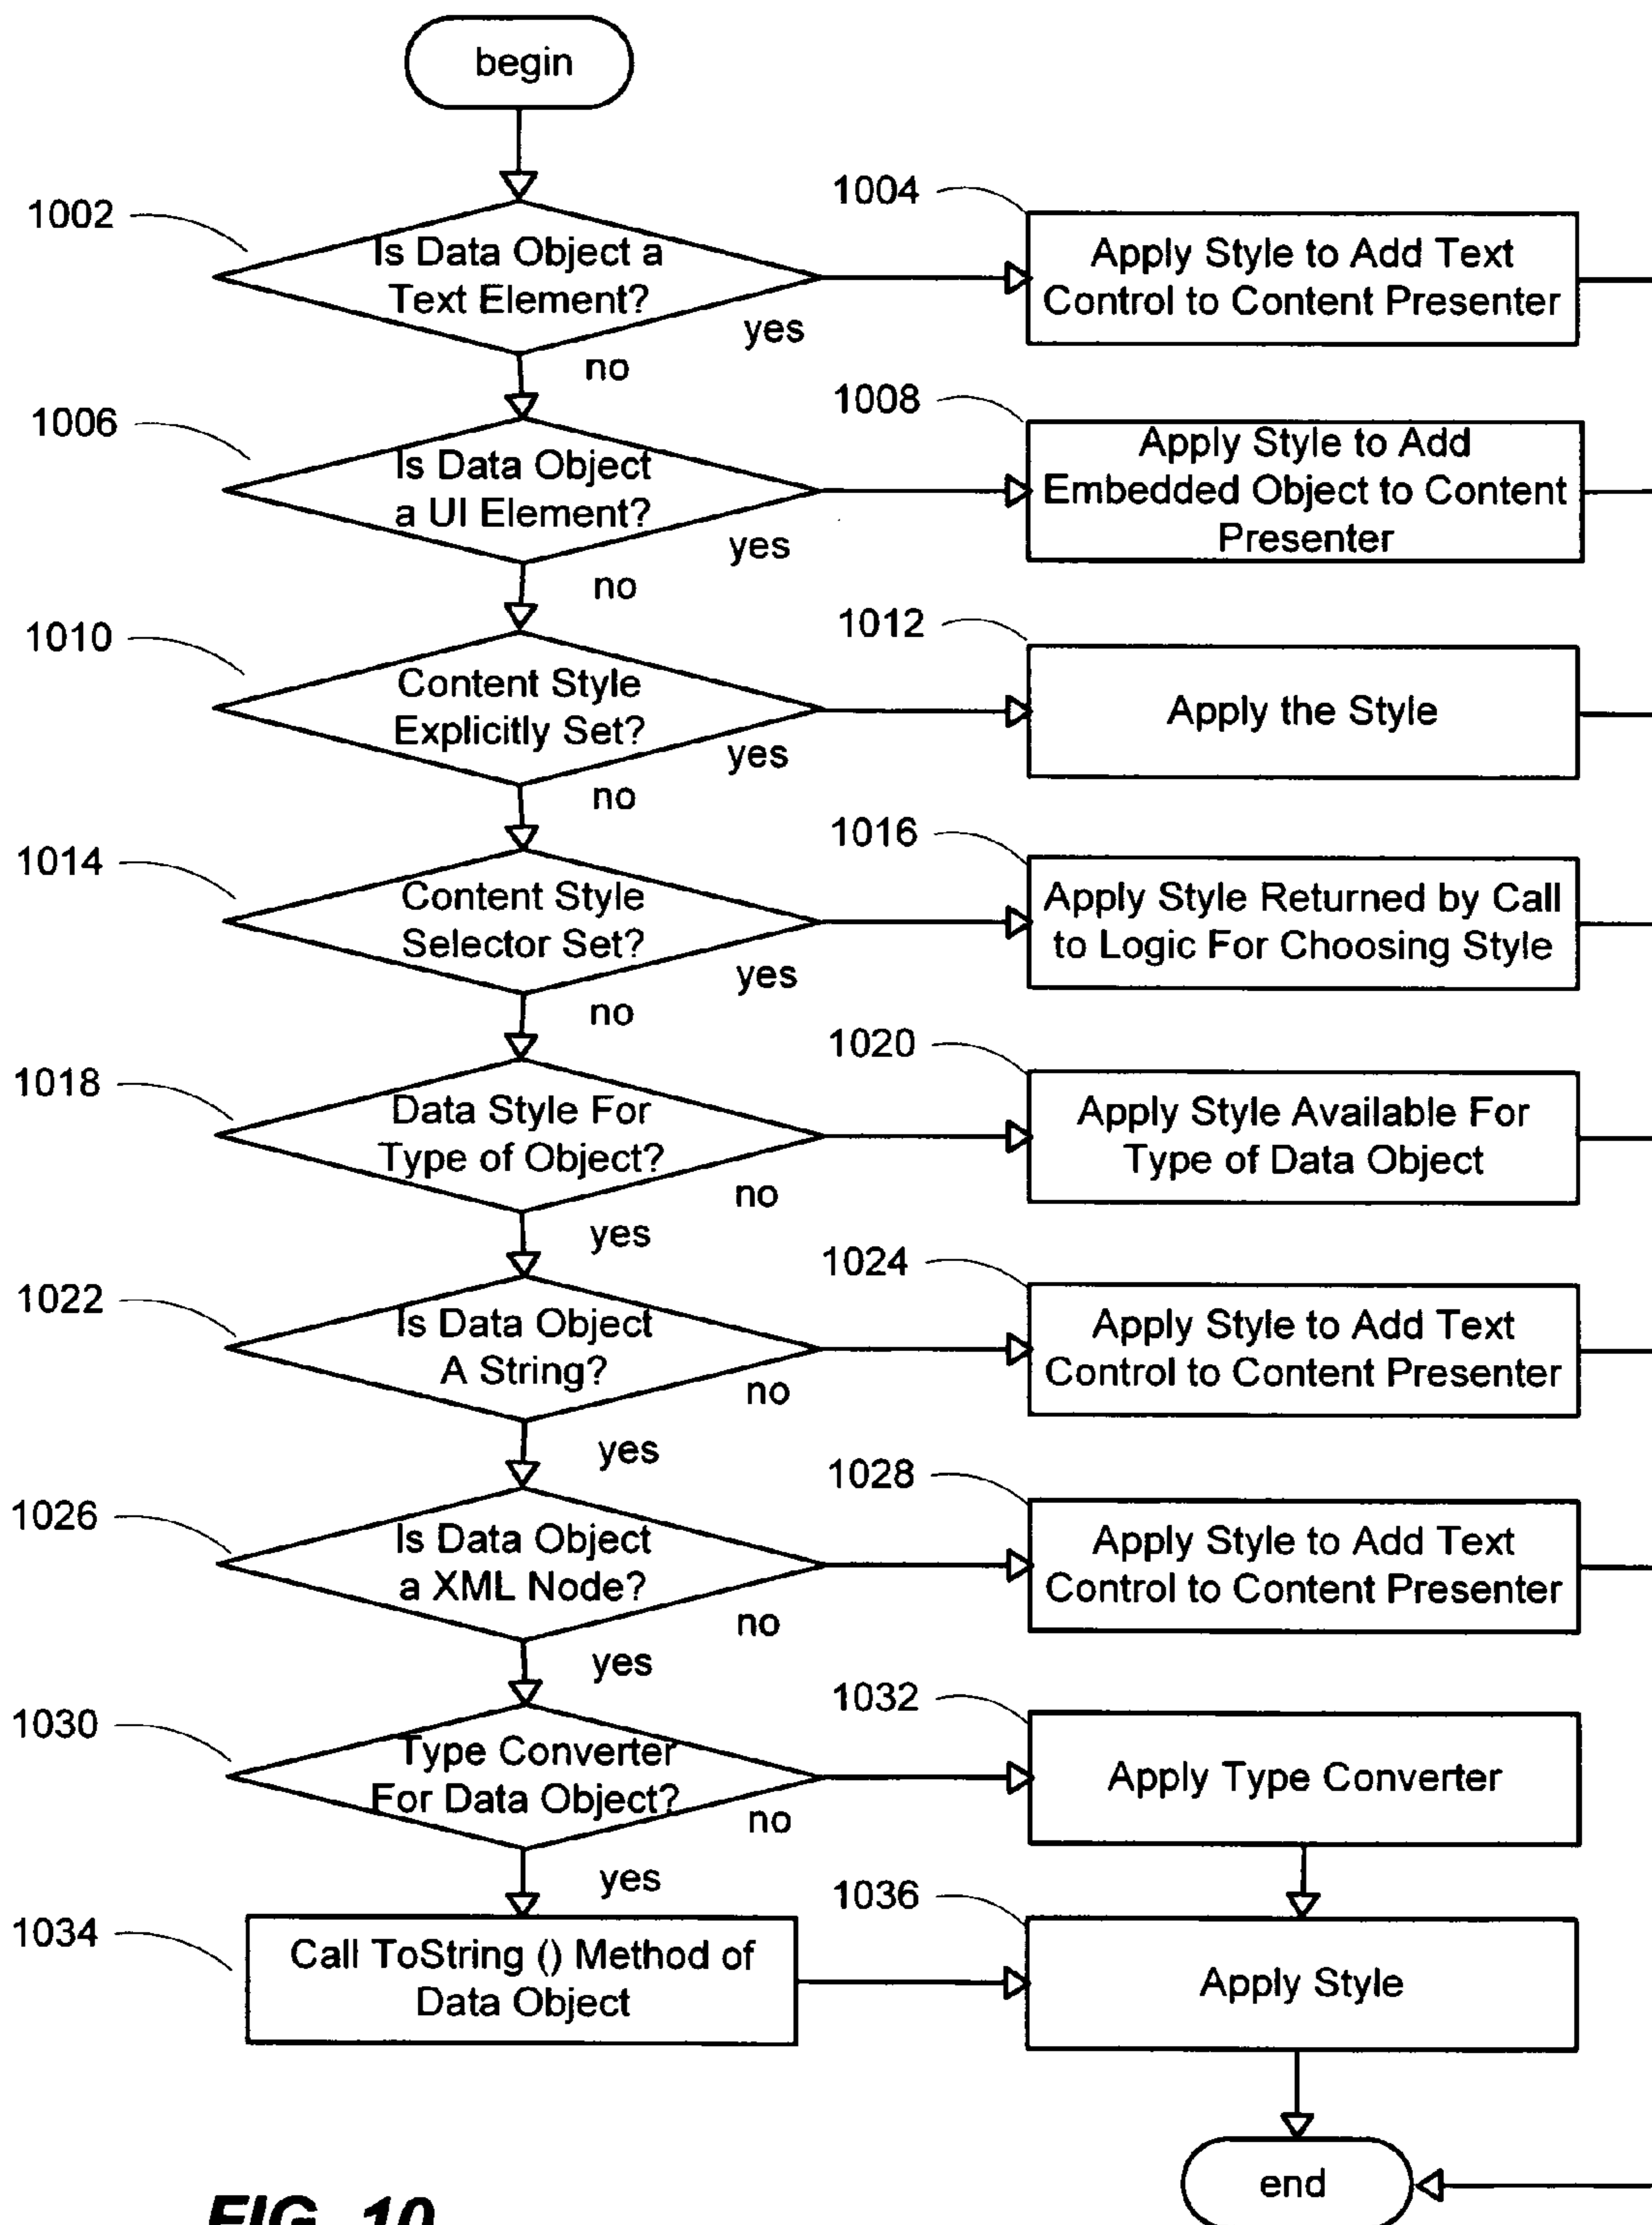 begin
1002
Is Data Object a
Text Element?
yes
no
1004
Apply Style to Add Text
Control to Content Presenter
1006
Is Data Object
a UI Element?
yes
no
1008
Apply Style to Add
Embedded Object to Content
Presenter
1010
Content Style
Explicitly Set?
yes
no
1012
Apply the Style
1014
Content Style
Selector Set?
yes
no
1016
Apply Style Returned by Call
to Logic For Choosing Style
1018
Data Style For
Type of Object?
no
yes
1020
Apply Style Available For
Type of Data Object
1022
Is Data Object
A String?
no
yes
1024
Apply Style to Add Text
Control to Content Presenter
1026
Is Data Object
a XML Node?
no
yes
1028
Apply Style to Add Text
Control to Content Presenter
1030
Type Converter
For Data Object?
no
yes
1032
Apply Type Converter
1034
Call ToString () Method of
Data Object
1036
Apply Style
end
FIG. 10